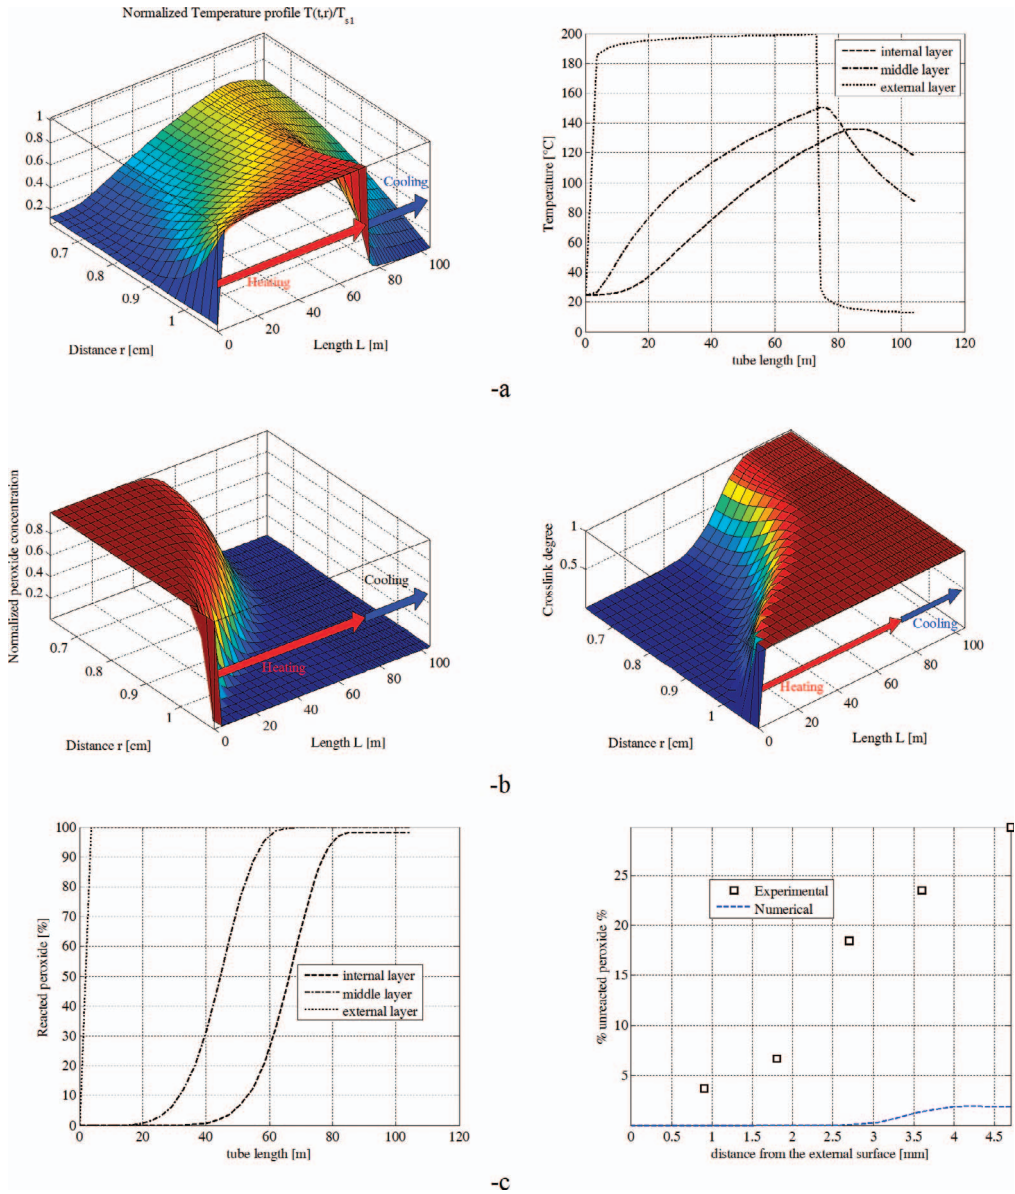 Normalized Temperature profile T(t,r)/T_s1
1
0.8
0.6
0.4
0.2
0.7
0.8
0.9
1
Distance r [cm]
0
20
40
60
80
100
Length L [m]
Heating
Cooling
200
180
160
140
120
100
80
60
40
20
0
Temperature [°C]
0 20 40 60 80 100 120
tube length [m]
internal layer
middle layer
external layer
-a
Normalized peroxide concentration
0.8
0.6
0.4
0.2
0.7
0.8
0.9
1
Distance r [cm]
0
20
40
60
80
100
Length L [m]
Heating
Cooling
Crosslink degree
1
0.5
0.7
0.8
0.9
1
Distance r [cm]
0
20
40
60
80
100
Length L [m]
Heating
Cooling
-b
100
90
80
70
60
50
40
30
20
10
0
Reacted peroxide [%]
0 20 40 60 80 100 120
tube length [m]
internal layer
middle layer
external layer
25
20
15
10
5
% unreacted peroxide %
0 0.5 1 1.5 2 2.5 3 3.5 4 4.5
distance from the external surface [mm]
Experimental
Numerical
-c